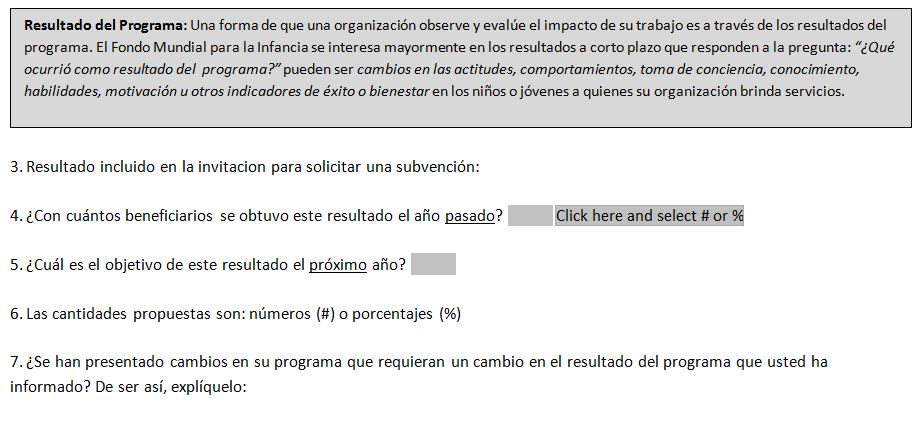 Resultado del Programa: Una forma de que una organización observe y evalúe el impacto de su trabajo es a través de los resultados del
programa. El Fondo Mundial para la Infancia se interesa mayormente en los resultados a corto plazo que responden a la pregunta: “¿Qué
ocurrió como resultado del programa?” pueden ser cambios en las actitudes, comportamientos, toma de conciencia, conocimiento,
habilidades, motivación u otros indicadores de éxito o bienestar en los niños o jóvenes a quienes su organización brinda servicios.
3. Resultado incluido en la invitacion para solicitar una subvención:
4. ¿Con cuántos beneficiarios se obtuvo este resultado el año pasado? Click here and select # or %
5. ¿Cuál es el objetivo de este resultado el próximo año?
6. Las cantidades propuestas son: números (#) o porcentajes (%)
7. ¿Se han presentado cambios en su programa que requieran un cambio en el resultado del programa que usted ha
informado? De ser así, explíquelo: